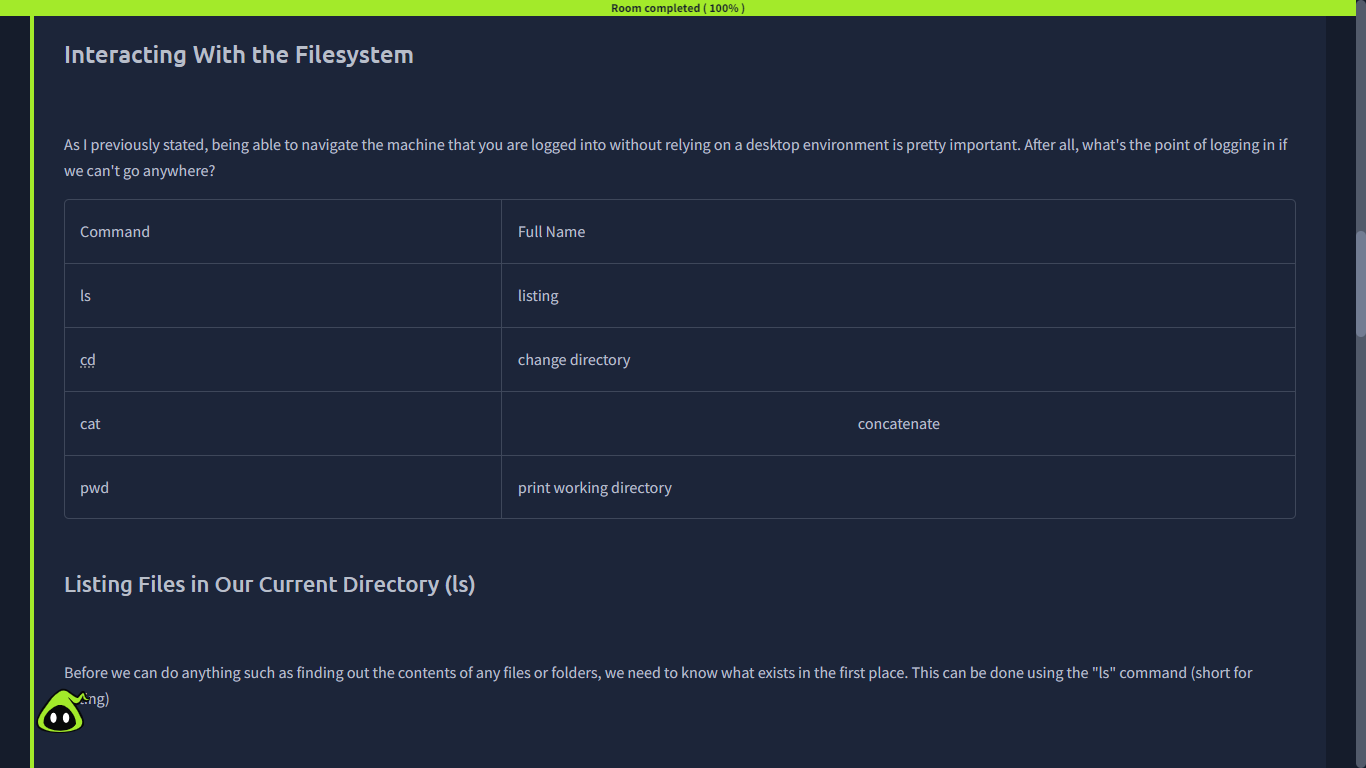 Room completed ( 100% )
Interacting With the Filesystem
As I previously stated, being able to navigate the machine that you are logged into without relying on a desktop environment is pretty important. After all, what's the point of logging in if
we can't go anywhere?
Command Full Name
ls listing
cd change directory
cat concatenate
pwd print working directory
Listing Files in Our Current Directory (ls)
Before we can do anything such as finding out the contents of any files or folders, we need to know what exists in the first place. This can be done using the "ls" command (short for